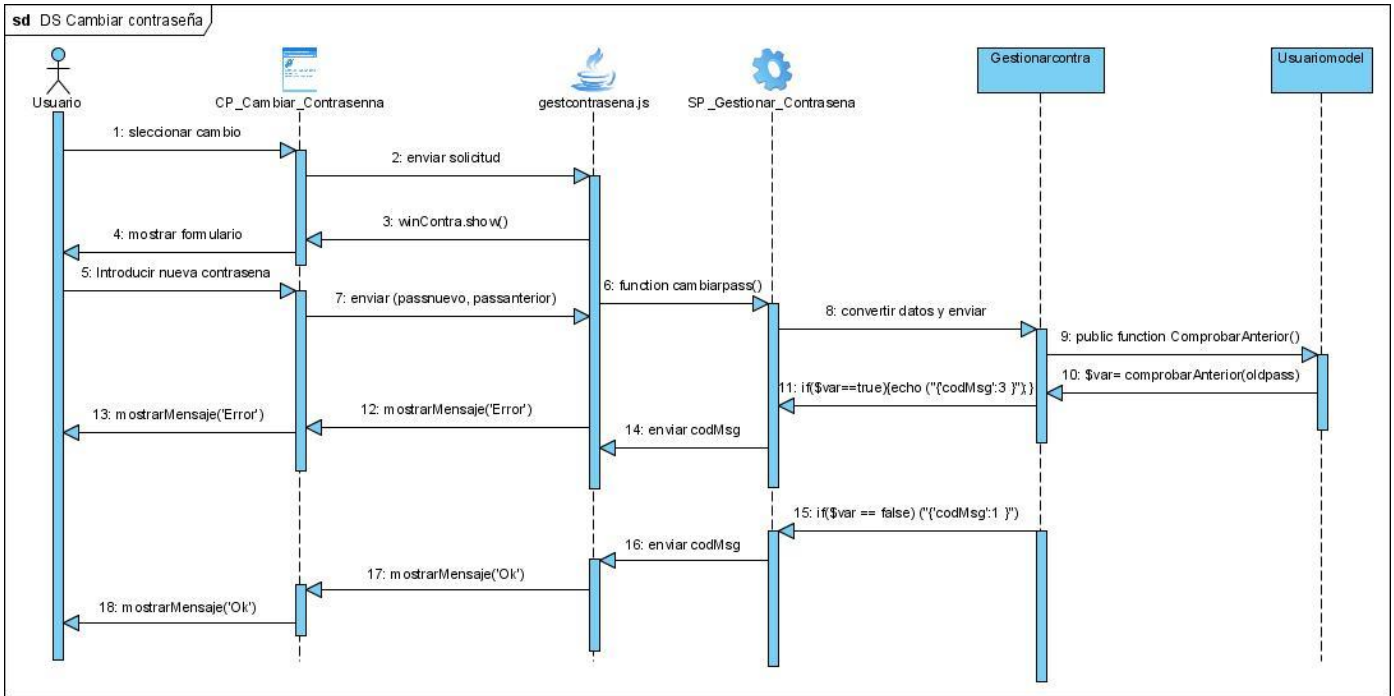 sd DS Cambiar contraseña
Usuario
CP_Cambiar_Contrasenna
gestcontrasena.js
SP_Gestionar_Contrasena
Gestionarcontra
Usuariomodel
1: sleccionar cambio
2: enviar solicitud
3: winContra.show()
4: mostrar formulario
5: Introducir nueva contrasena
6: function cambiarpass()
7: enviar (passnuevo, passanterior)
8: convertir datos y enviar
9: public function ComprobarAnterior()
10: $var= comprobarAnterior(oldpass)
11: if($var==true){echo ("{'codMsg':3 }");}
12: mostrarMensaje('Error')
13: mostrarMensaje('Error')
14: enviar codMsg
15: if($var == false) ("{'codMsg':1 }")
16: enviar codMsg
17: mostrarMensaje('Ok')
18: mostrarMensaje('Ok')